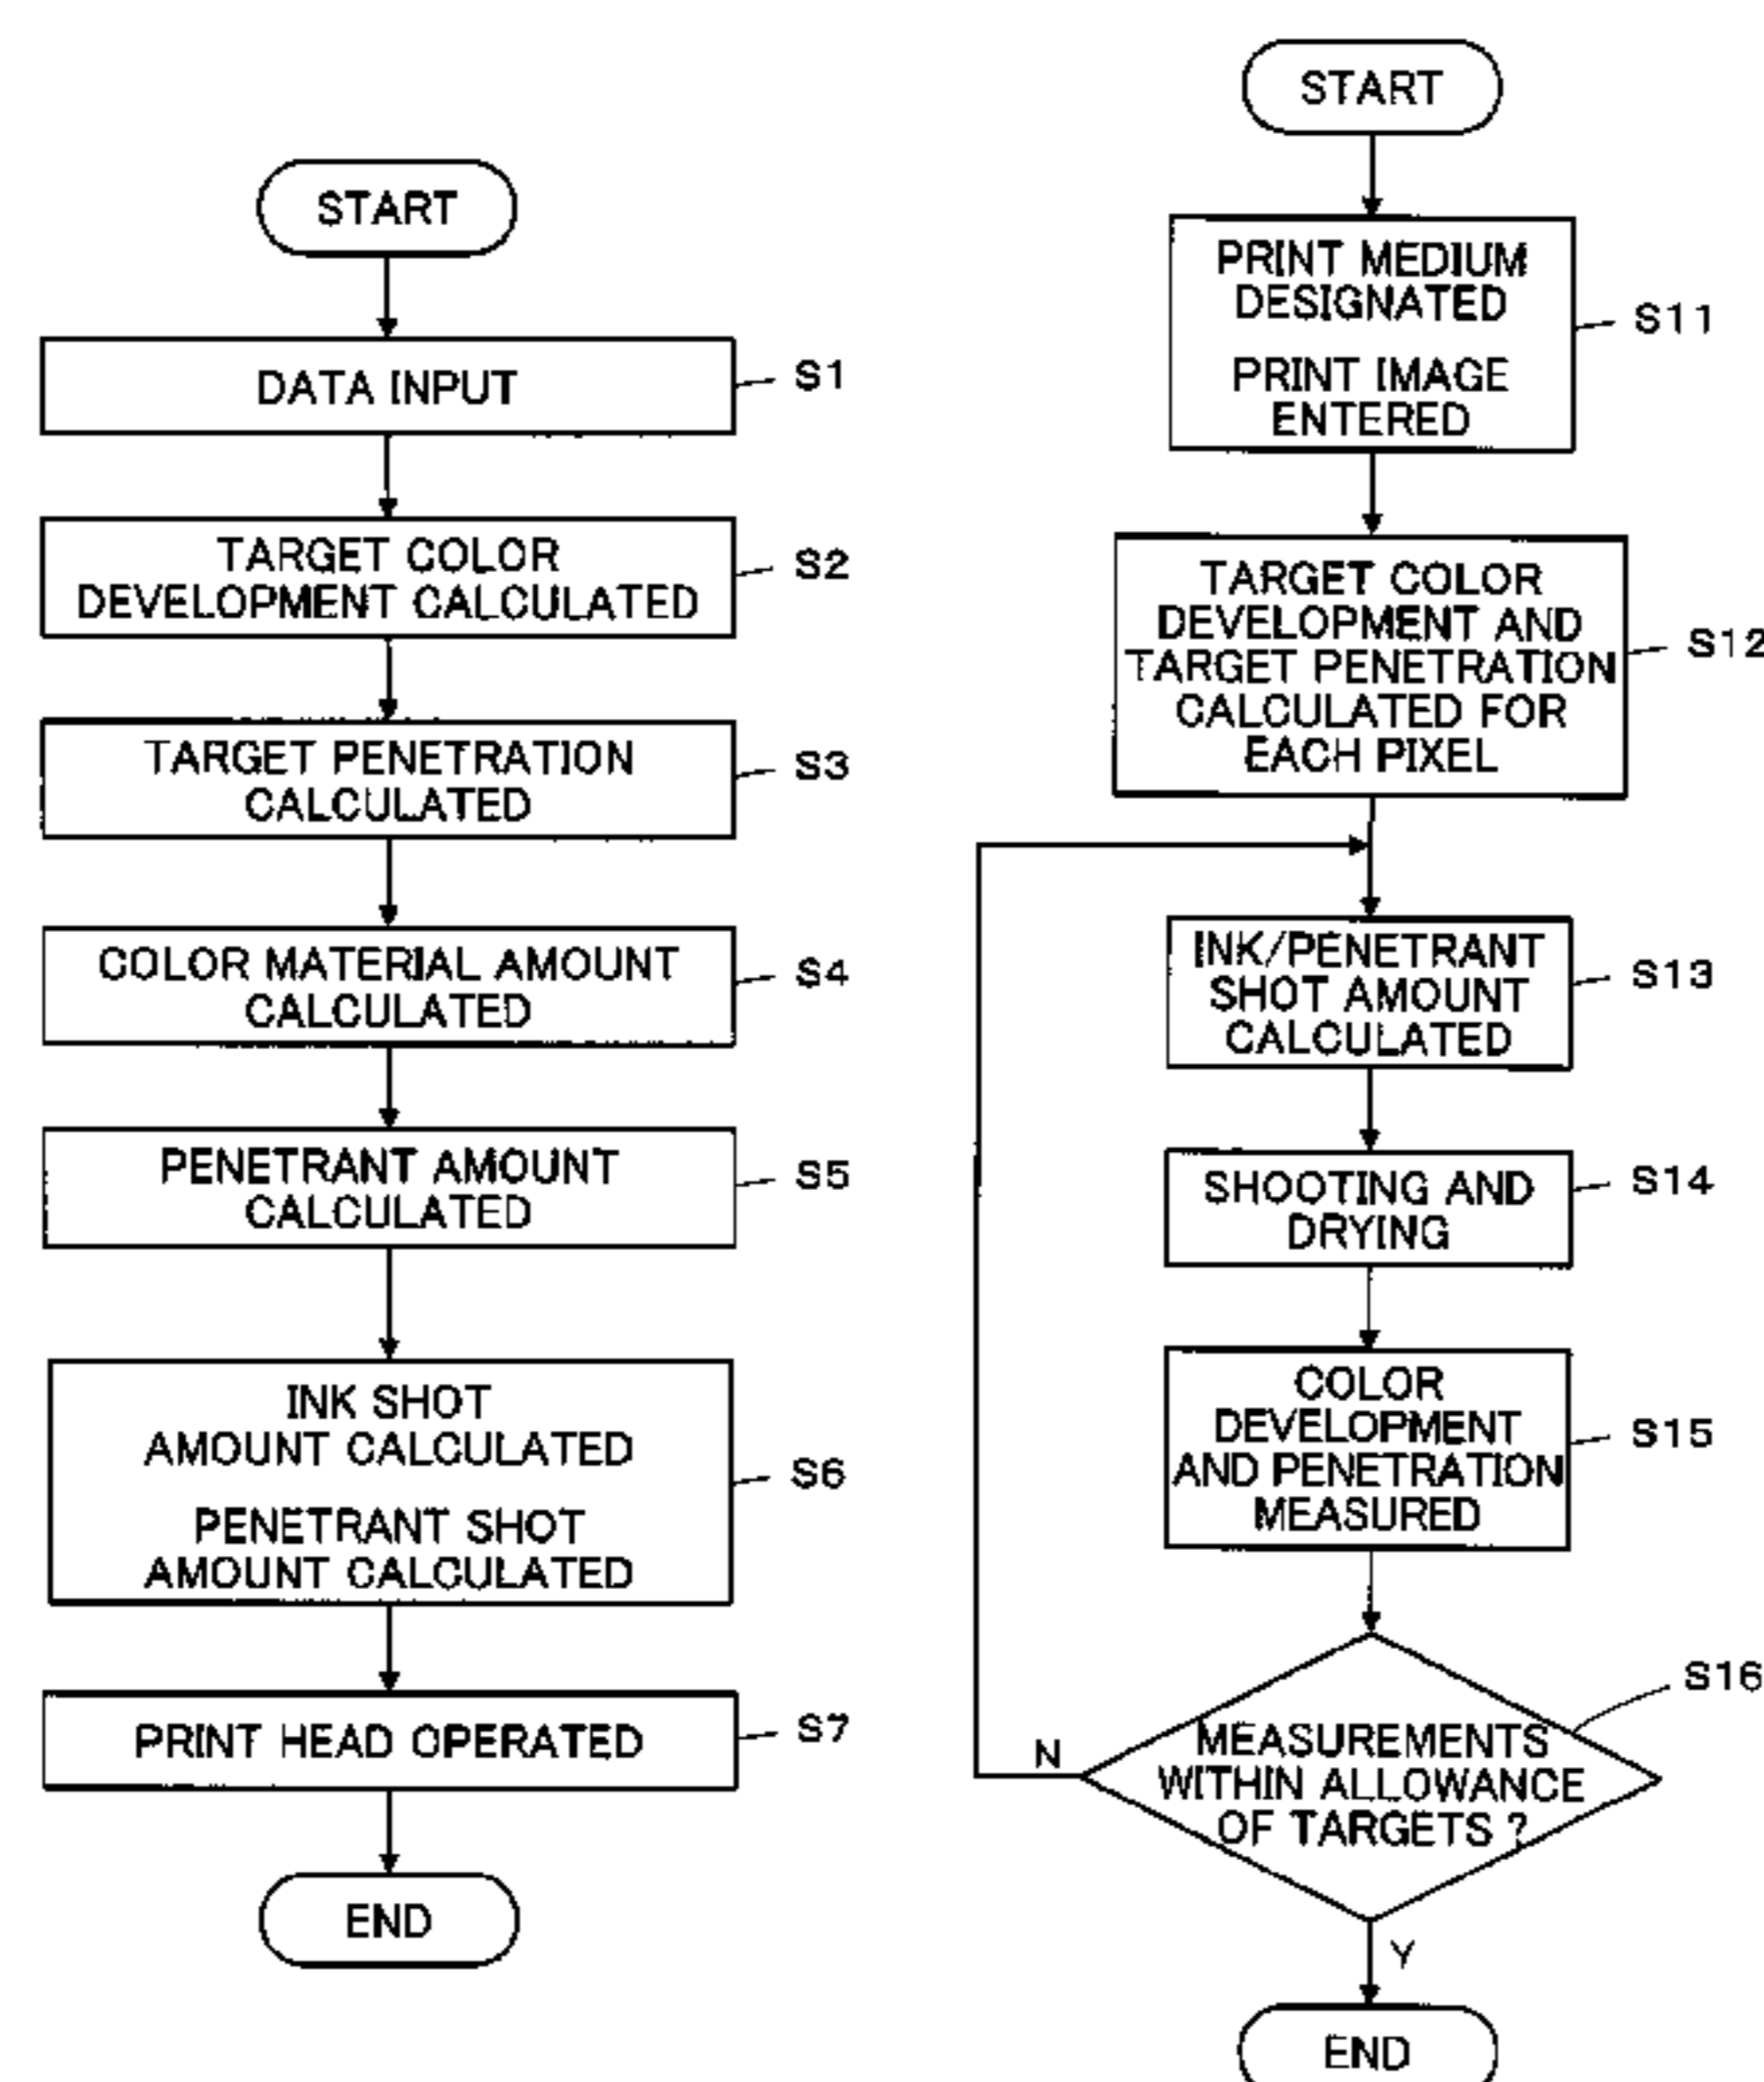 START
DATA INPUT
S1
TARGET COLOR
DEVELOPMENT CALCULATED
S2
TARGET PENETRATION
CALCULATED
S3
COLOR MATERIAL AMOUNT
CALCULATED
S4
PENETRANT AMOUNT
CALCULATED
S5
INK SHOT
AMOUNT CALCULATED
PENETRANT SHOT
AMOUNT CALCULATED
S6
PRINT HEAD OPERATED
S7
END
START
PRINT MEDIUM
DESIGNATED
PRINT IMAGE
ENTERED
S11
TARGET COLOR
DEVELOPMENT AND
TARGET PENETRATION
CALCULATED FOR
EACH PIXEL
S12
INK/PENETRANT
SHOT AMOUNT
CALCULATED
S13
SHOOTING AND
DRYING
S14
COLOR
DEVELOPMENT
AND PENETRATION
MEASURED
S15
MEASUREMENTS
WITHIN ALLOWANCE
OF TARGETS ?
S16
N
Y
END